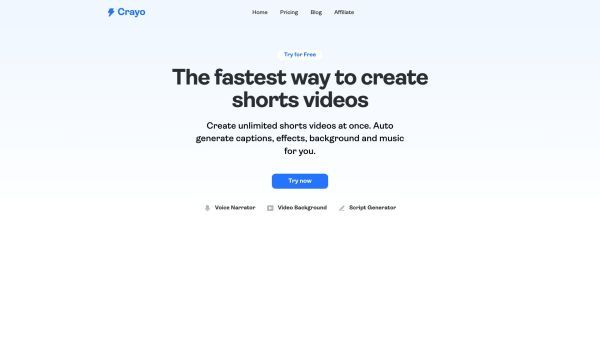 Crayo
Home Pricing Blog Affiliate
Try for Free
The fastest way to create
shorts videos
Create unlimited shorts videos at once. Auto
generate captions, effects, background and music
for you.
Try now
Voice Narrator Video Background Script Generator